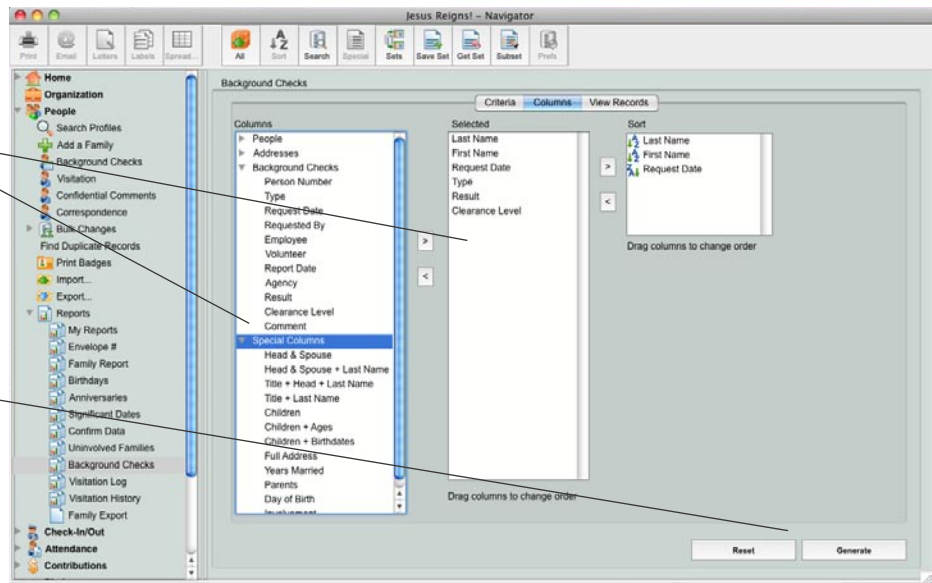 Jesus Reigns! – Navigator
Print Email Letters Labels Spread... All Sort Search Special Sets Save Set Get Set Subset Prefs
Home
Organization
People
Search Profiles
Add a Family
Background Checks
Visitation
Confidential Comments
Correspondence
Bulk Changes
Find Duplicate Records
Print Badges
Import...
Export...
Reports
My Reports
Envelope #
Family Report
Birthdays
Anniversaries
Significant Dates
Confirm Data
Uninvolved Families
Background Checks
Visitation Log
Visitation History
Family Export
Check-In/Out
Attendance
Contributions
Background Checks
Criteria Columns View Records
Columns
People
Addresses
Background Checks
Person Number
Type
Request Date
Requested By
Employee
Volunteer
Report Date
Agency
Result
Clearance Level
Comment
Special Columns
Head & Spouse
Head & Spouse + Last Name
Title + Head + Last Name
Title + Last Name
Children
Children + Ages
Children + Birthdates
Full Address
Years Married
Parents
Day of Birth
>
<
Selected
Last Name
First Name
Request Date
Type
Result
Clearance Level
Drag columns to change order
>
<
Sort
Last Name
First Name
Request Date
Drag columns to change order
Reset Generate